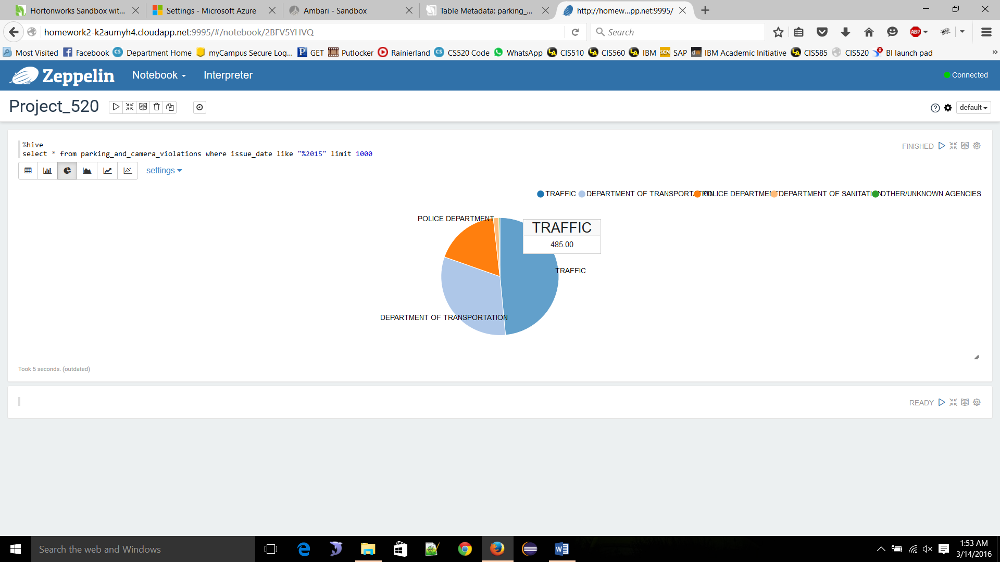 Hortonworks Sandbox wit...
Settings - Microsoft Azure
Ambari - Sandbox
Table Metadata: parking_...
http://homew...pp.net:9995/
homework2-k2aumyh4.cloudapp.net:9995/#/notebook/2BFV5YHVQ
Search
ABP
Most Visited
Facebook
CS
Department Home
myCampus Secure Log...
GET
Putlocker
Rainierland
CS
CS520 Code
WhatsApp
CIS510
CIS560
IBM
SCN
SAP
dW
IBM Academic Initiative
CIS585
CIS520
BI launch pad
Zeppelin
Notebook
Interpreter
Connected
Project_520
default
%hive
select * from parking_and_camera_violations where issue_date like "%2015" limit 1000
FINISHED
settings
TRAFFIC
DEPARTMENT OF TRANSPORTATION
POLICE DEPARTMENT
DEPARTMENT OF SANITATION
OTHER/UNKNOWN AGENCIES
POLICE DEPARTMENT
TRAFFIC
485.00
TRAFFIC
DEPARTMENT OF TRANSPORTATION
Took 5 seconds. (outdated)
READY
Search the web and Windows
1:53 AM
3/14/2016